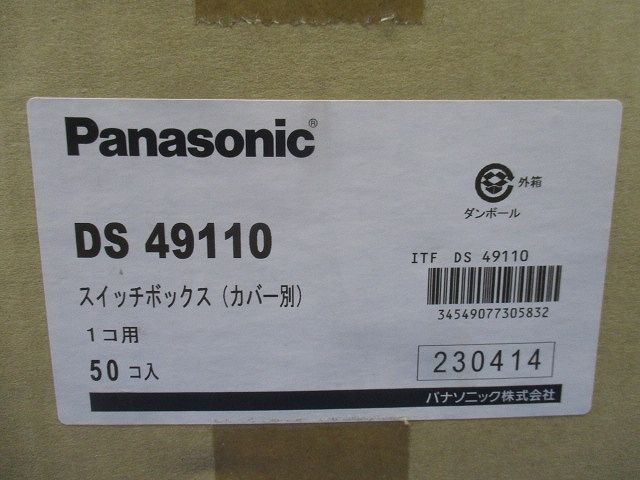 Panasonic®
DS 49110
スイッチボックス（カバー別）
1コ用
50コ入
外箱
ダンボール
ITF DS 49110
34549077305832
230414
パナソニック株式会社